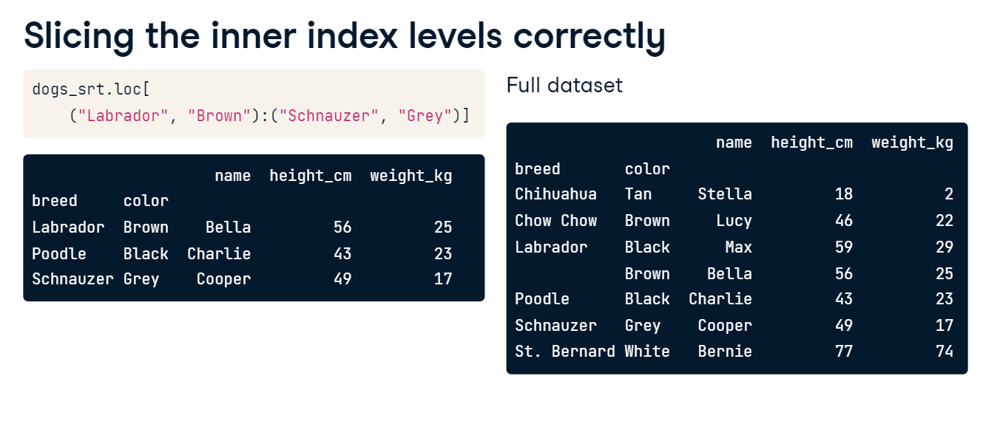 Slicing the inner index levels correctly
dogs_srt.loc[
    ("Labrador", "Brown"):("Schnauzer", "Grey")]
                    name  height_cm  weight_kg
breed     color
Labrador  Brown    Bella         56         25
Poodle    Black  Charlie         43         23
Schnauzer Grey    Cooper         49         17
Full dataset
                      name  height_cm  weight_kg
breed       color
Chihuahua   Tan     Stella         18          2
Chow Chow   Brown     Lucy         46         22
Labrador    Black      Max         59         29
            Brown    Bella         56         25
Poodle      Black  Charlie         43         23
Schnauzer   Grey    Cooper         49         17
St. Bernard White   Bernie         77         74